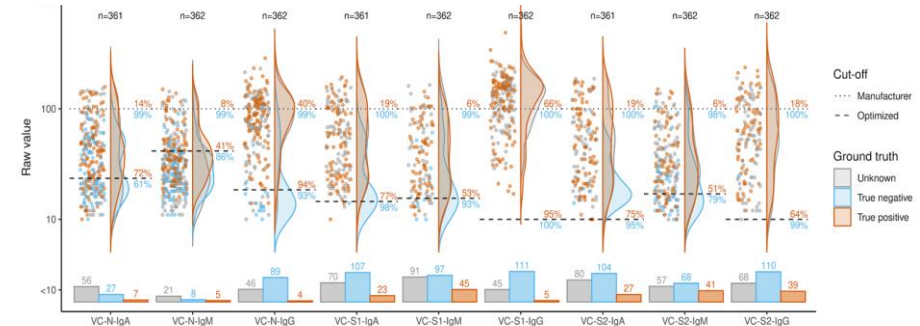 n=361 n=362 n=362 n=361 n=362 n=362 n=361 n=362 n=362
Raw value
100
10
<10
14% 8% 40% 19% 6% 66% 19% 6% 18%
99% 99% 99% 100% 99% 100% 100% 98% 100%
72% 41% 94% 77% 53% 95% 75% 51% 64%
61% 86% 93% 98% 93% 100% 95% 79% 99%
56 27 7 21 8 5 46 89 4 70 107 23 91 97 45 45 111 5 80 104 27 57 68 41 68 110 39
VC-N-IgA VC-N-IgM VC-N-IgG VC-S1-IgA VC-S1-IgM VC-S1-IgG VC-S2-IgA VC-S2-IgM VC-S2-IgG
Cut-off
Manufacturer
Optimized
Ground truth
Unknown
True negative
True positive